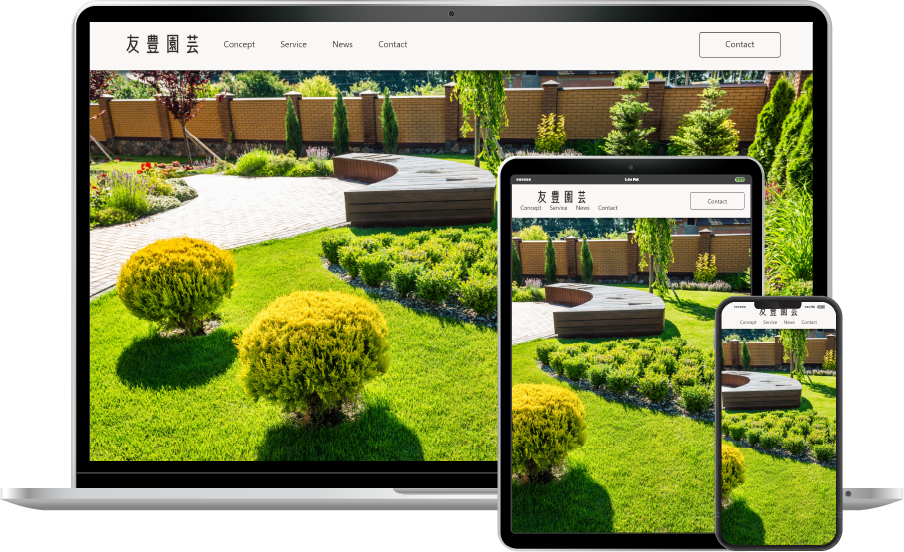 友豊園芸 Concept Service News Contact Contact
1:24 PM
友豊園芸
Concept Service News Contact
Contact
友豊園芸
Concept Service News Contact